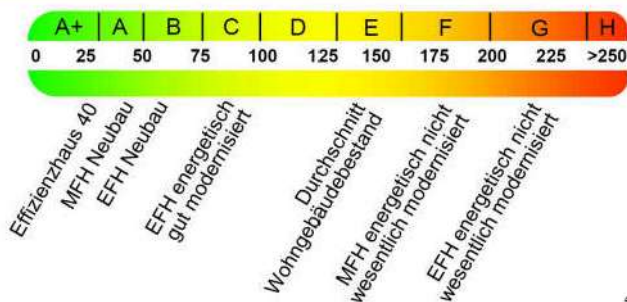 A+ A B C D E F G H
0 25 50 75 100 125 150 175 200 225 >250
Effizienzhaus 40
MFH Neubau
EFH Neubau
EFH energetisch
gut modernisiert
Durchschnitt
Wohngebäudebestand
MFH energetisch nicht
wesentlich modernisiert
EFH energetisch nicht
wesentlich modernisiert